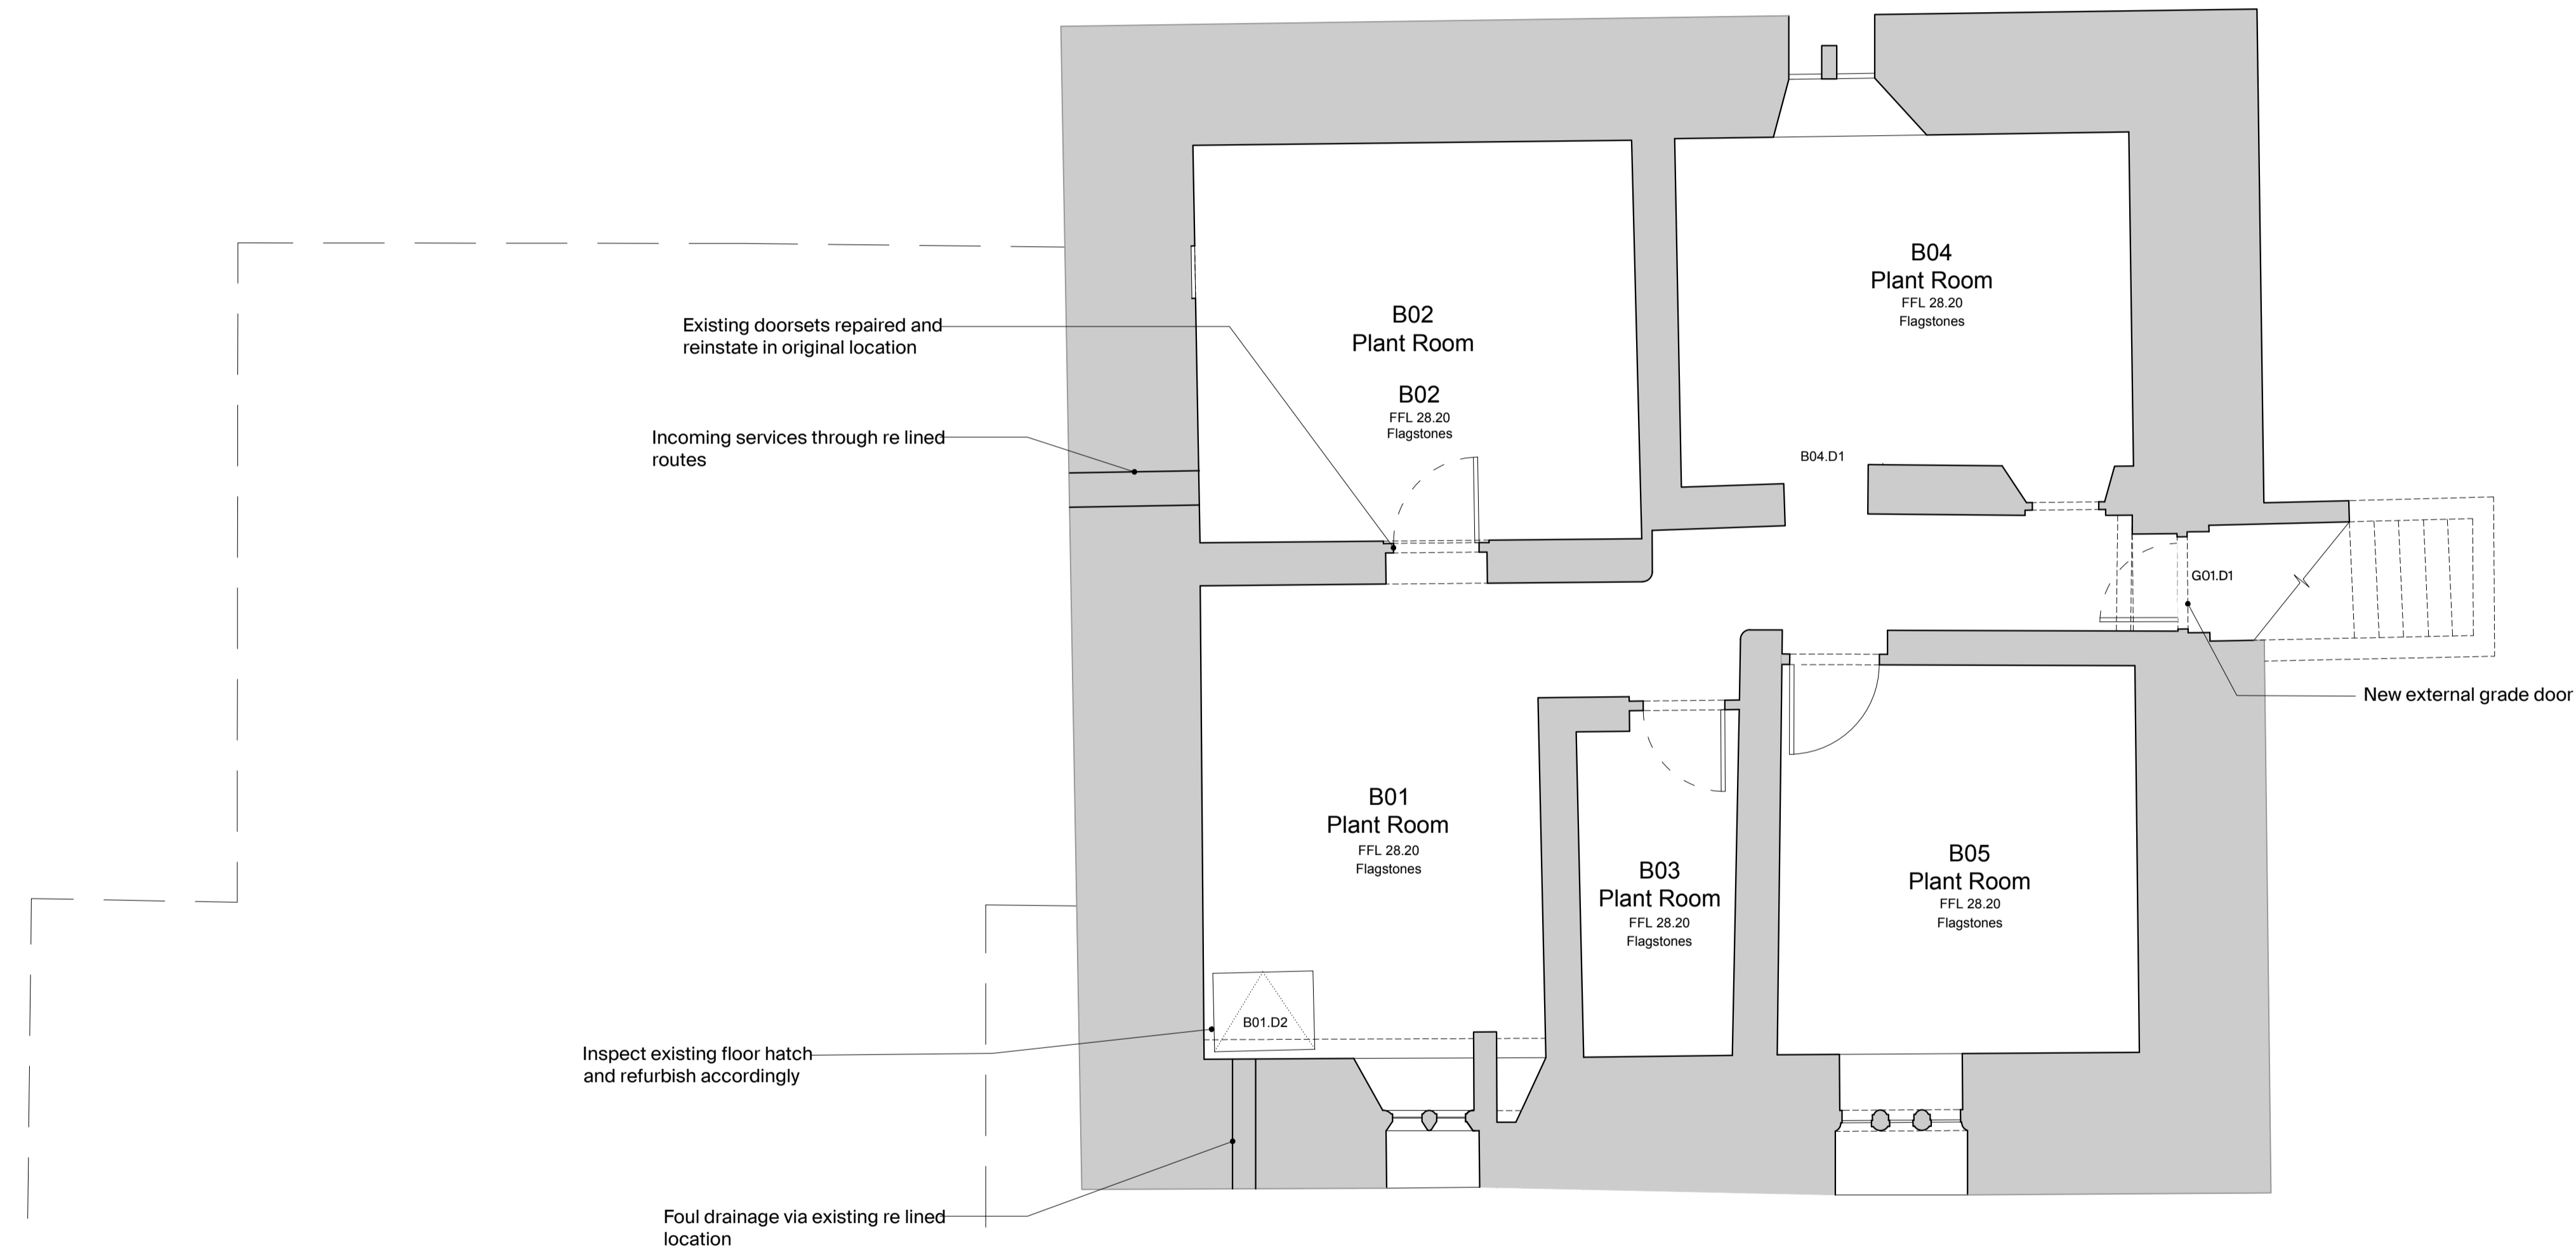 B04
Plant Room
FFL 28.20
Flagstones
B02
Plant Room
B02
FFL 28.20
Flagstones
Existing doorsets repaired and
reinstate in original location
Incoming services through re lined
routes
B04.D1
G01.D1
New external grade door
B01
Plant Room
FFL 28.20
Flagstones
B03
Plant Room
FFL 28.20
Flagstones
B05
Plant Room
FFL 28.20
Flagstones
B01.D2
Inspect existing floor hatch
and refurbish accordingly
Foul drainage via existing re lined
location